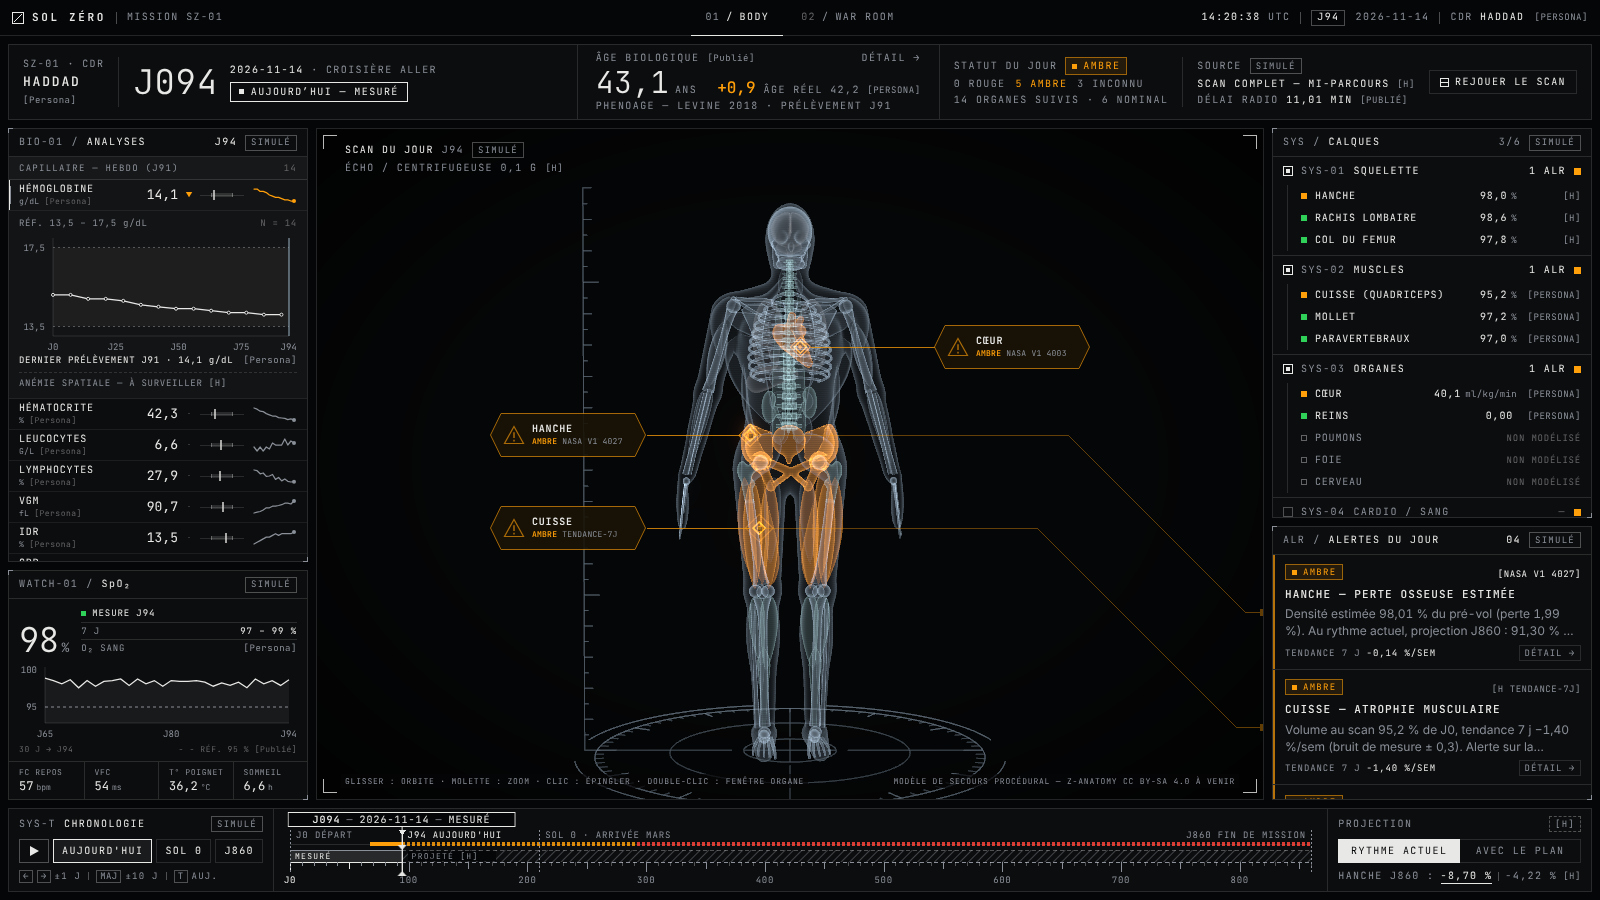 SOL ZÉRO | MISSION SZ-01
01 / BODY
02 / WAR ROOM
14:20:38 UTC | J94 2026-11-14 | CDR HADDAD [PERSONA]
SZ-01 · CDR
HADDAD
[Persona]
J094
2026-11-14 · CROISIÈRE ALLER
AUJOURD'HUI — MESURÉ
ÂGE BIOLOGIQUE [Publié]
DÉTAIL →
43,1 ANS +0,9 ÂGE RÉEL 42,2 [PERSONA]
PHENOAGE — LEVINE 2018 · PRÉLÈVEMENT J91
STATUT DU JOUR AMBRE
0 ROUGE 5 AMBRE 3 INCONNU
14 ORGANES SUIVIS · 6 NOMINAL
SOURCE SIMULÉ
SCAN COMPLET — MI-PARCOURS [H]
DÉLAI RADIO 11,01 MIN [PUBLIÉ]
REJOUER LE SCAN
BIO-01 / ANALYSES J94 SIMULÉ
CAPILLAIRE — HEBDO (J91) 14
HÉMOGLOBINE 14,1
g/dL [Persona]
RÉF. 13,5 – 17,5 g/dL N = 14
17,5
13,5
J0 J25 J50 J75 J94
DERNIER PRÉLÈVEMENT J91 · 14,1 g/dL [Persona]
ANÉMIE SPATIALE — À SURVEILLER [H]
HÉMATOCRITE 42,3
% [Persona]
LEUCOCYTES 6,6
G/L [Persona]
LYMPHOCYTES 27,9
% [Persona]
VGM 90,7
fL [Persona]
IDR 13,5
% [Persona]
WATCH-01 / SpO₂ SIMULÉ
98 %
MESURE J94
7 J 97 – 99 %
O₂ SANG [Persona]
100
95
J65 J80 J94
30 J → J94 - - RÉF. 95 % [Publié]
FC REPOS VFC T° POIGNET SOMMEIL
57 bpm 54 ms 36,2 °C 6,6 h
SCAN DU JOUR J94 SIMULÉ
ÉCHO / CENTRIFUGEUSE 0,1 G [H]
CŒUR
AMBRE NASA V1 4003
HANCHE
AMBRE NASA V1 4027
CUISSE
AMBRE TENDANCE-7J
GLISSER : ORBITE · MOLETTE : ZOOM · CLIC : ÉPINGLER · DOUBLE-CLIC : FENÊTRE ORGANE
MODÈLE DE SECOURS PROCÉDURAL — Z-ANATOMY CC BY-SA 4.0 À VENIR
SYS / CALQUES 3/6 SIMULÉ
SYS-01 SQUELETTE 1 ALR
HANCHE 98,0 % [H]
RACHIS LOMBAIRE 98,6 % [H]
COL DU FEMUR 97,8 % [H]
SYS-02 MUSCLES 1 ALR
CUISSE (QUADRICEPS) 95,2 % [PERSONA]
MOLLET 97,2 % [PERSONA]
PARAVERTEBRAUX 97,0 % [PERSONA]
SYS-03 ORGANES 1 ALR
CŒUR 40,1 ml/kg/min [PERSONA]
REINS 0,00 [PERSONA]
POUMONS NON MODÉLISÉ
FOIE NON MODÉLISÉ
CERVEAU NON MODÉLISÉ
SYS-04 CARDIO / SANG —
ALR / ALERTES DU JOUR 04 SIMULÉ
AMBRE [NASA V1 4027]
HANCHE — PERTE OSSEUSE ESTIMÉE
Densité estimée 98,01 % du pré-vol (perte 1,99
%). Au rythme actuel, projection J860 : 91,30 % ...
TENDANCE 7 J -0,14 %/SEM DÉTAIL →
AMBRE [H TENDANCE-7J]
CUISSE — ATROPHIE MUSCULAIRE
Volume au scan 95,2 % de J0, tendance 7 j −1,40
%/sem (bruit de mesure ± 0,3). Alerte sur la...
TENDANCE 7 J -1,40 %/SEM DÉTAIL →
SYS-T CHRONOLOGIE SIMULÉ
AUJOURD'HUI SOL 0 J860
← → ±1 J | MAJ ±10 J | T AUJ.
J094 — 2026-11-14 — MESURÉ
J0 DÉPART J94 AUJOURD'HUI SOL 0 · ARRIVÉE MARS J860 FIN DE MISSION
MESURÉ PROJETÉ [H]
J0 100 200 300 400 500 600 700 800
PROJECTION [H]
RYTHME ACTUEL AVEC LE PLAN
HANCHE J860 : -8,70 % | -4,22 % [H]